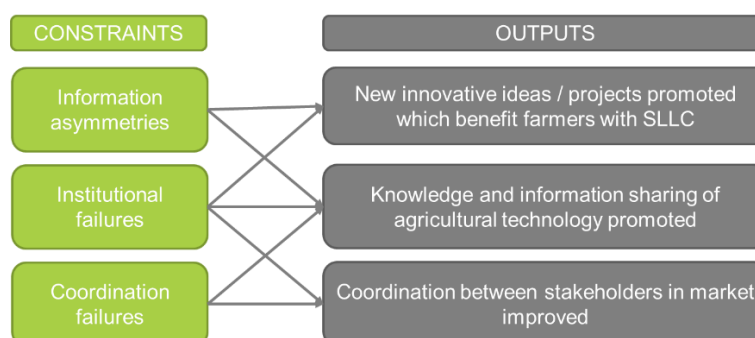 CONSTRAINTS
OUTPUTS
Information
asymmetries
New innovative ideas / projects promoted
which benefit farmers with SLLC
Institutional
failures
Knowledge and information sharing of
agricultural technology promoted
Coordination
failures
Coordination between stakeholders in market
improved